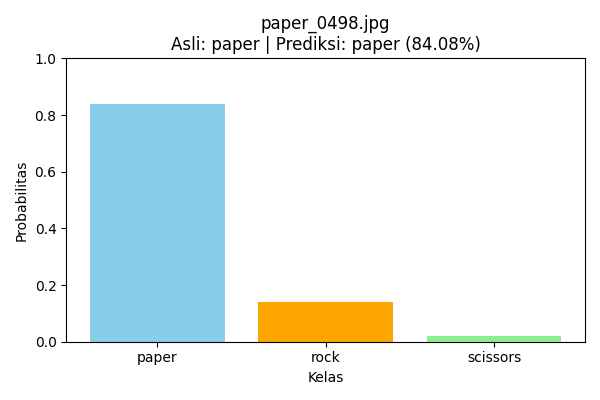 paper_0498.jpg
Asli: paper | Prediksi: paper (84.08%)
1.0
0.8
0.6
0.4
0.2
0.0
Probabilitas
paper rock scissors
Kelas